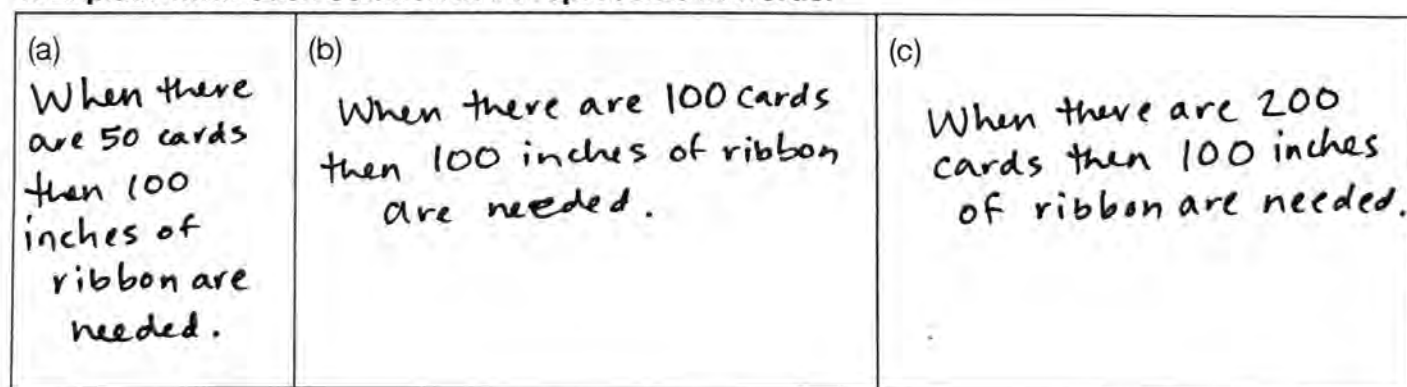 (a)
When there
are 50 cards
then 100
inches of
ribbon are
needed.
(b)
When there are 100 cards
then 100 inches of ribbon
are needed.
(c)
When there are 200
cards then 100 inches
of ribbon are needed.